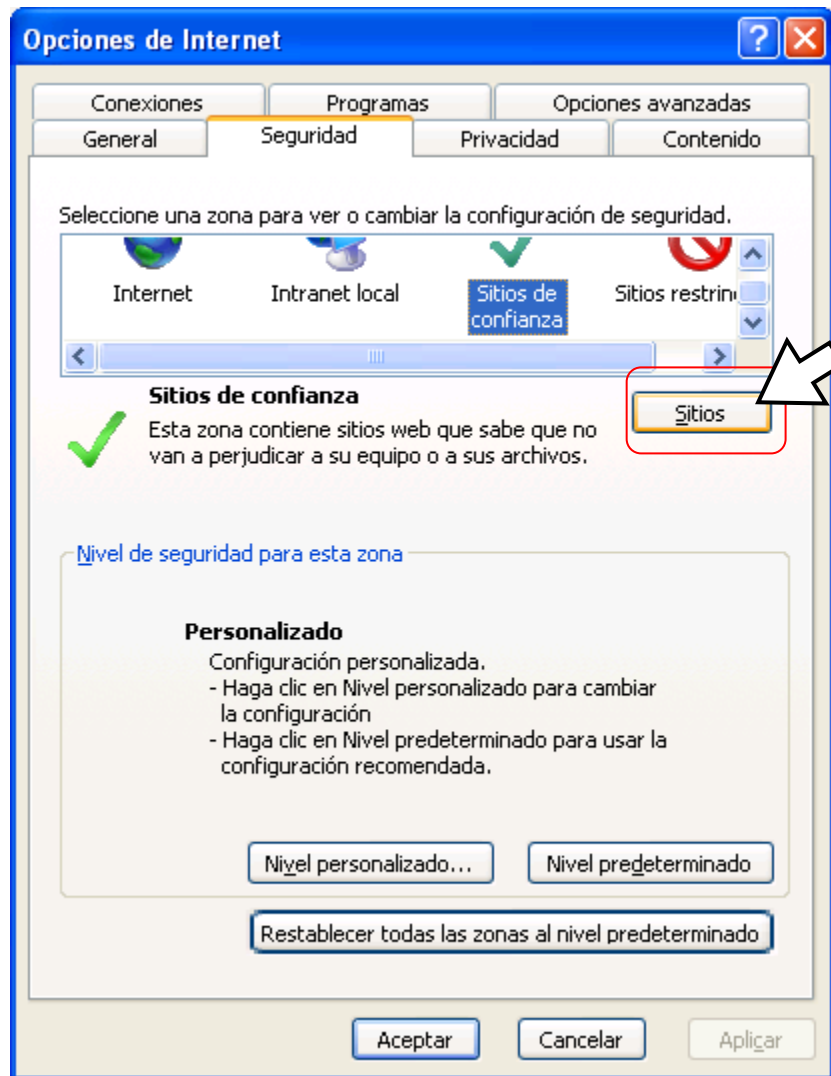 Opciones de Internet
Conexiones Programas Opciones avanzadas
General Seguridad Privacidad Contenido
Seleccione una zona para ver o cambiar la configuración de seguridad.
Internet Intranet local Sitios de confianza Sitios restrin
Sitios de confianza
Esta zona contiene sitios web que sabe que no
van a perjudicar a su equipo o a sus archivos.
Sitios
Nivel de seguridad para esta zona
Personalizado
Configuración personalizada.
- Haga clic en Nivel personalizado para cambiar
la configuración
- Haga clic en Nivel predeterminado para usar la
configuración recomendada.
Nivel personalizado... Nivel predeterminado
Restablecer todas las zonas al nivel predeterminado
Aceptar Cancelar Aplicar